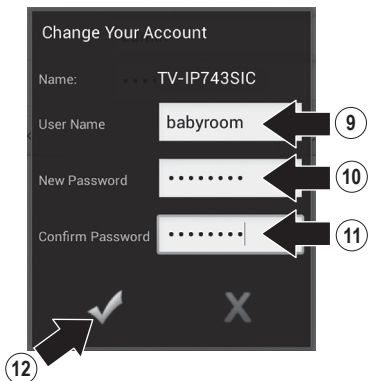 Change Your Account
Name: TV-IP743SIC
User Name babyroom 9
New Password •••••••• 10
Confirm Password •••••••• 11
X
12